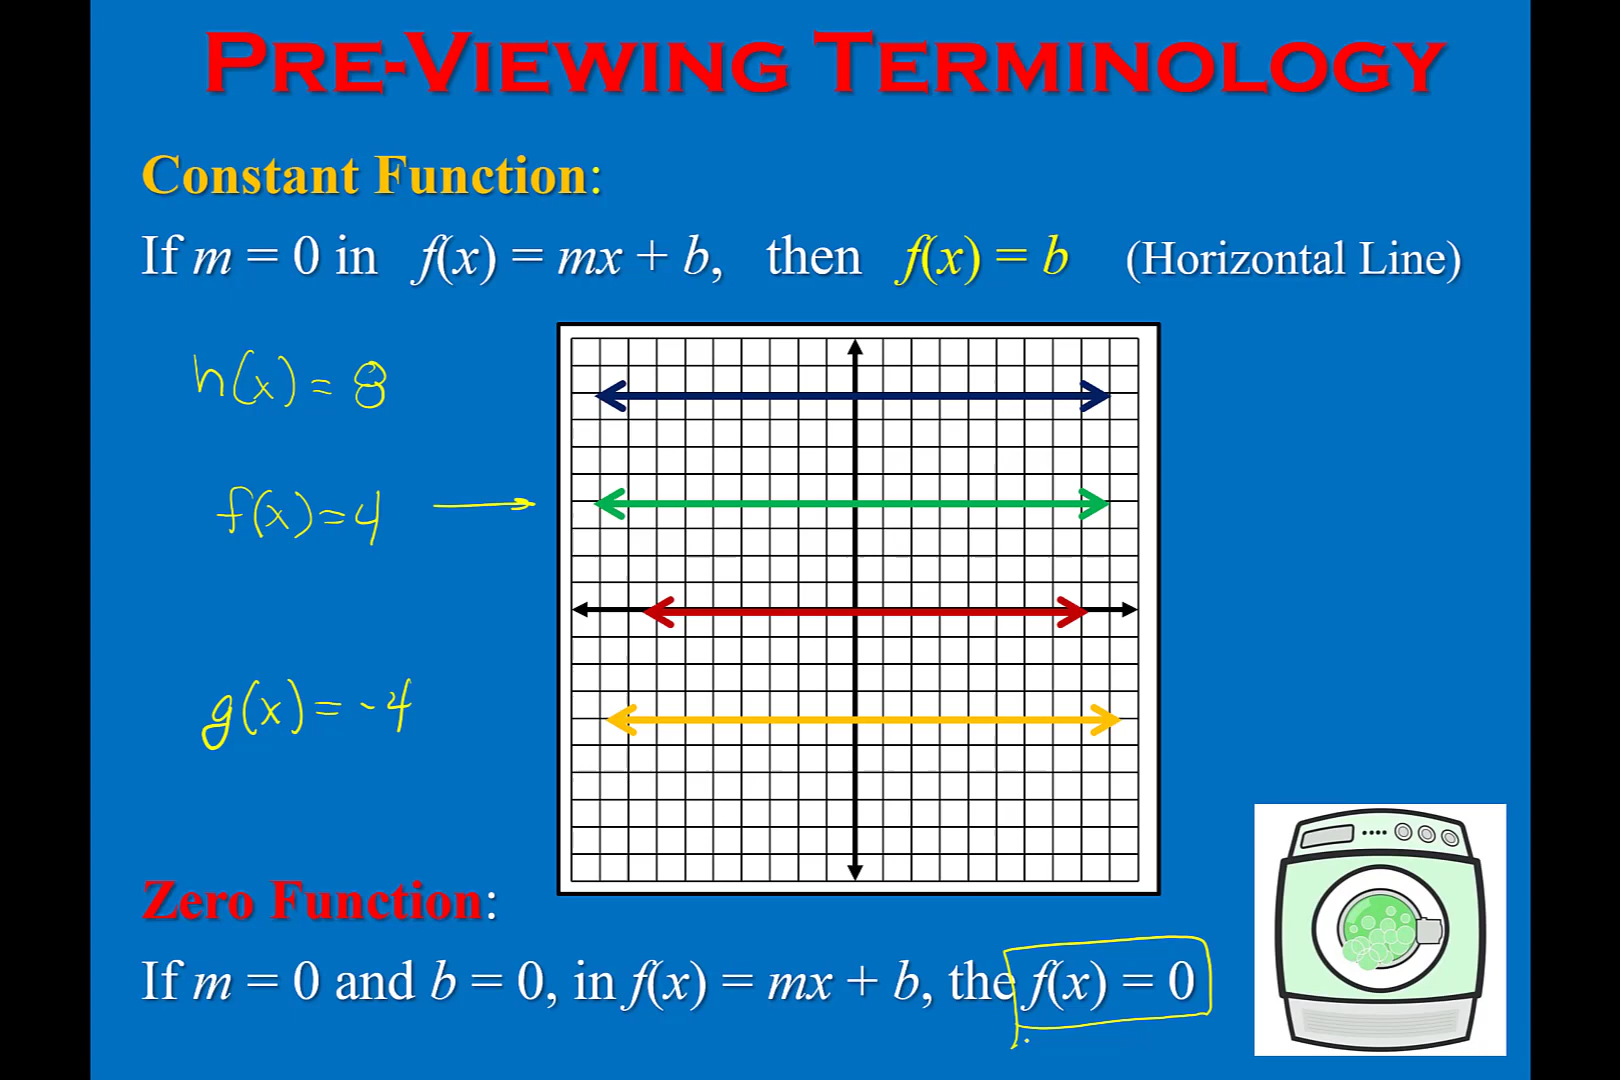 PRE-VIEWING TERMINOLOGY
Constant Function:
If m = 0 in f(x) = mx + b, then f(x) = b (Horizontal Line)
h(x) = 8
f(x) = 4
g(x) = -4
Zero Function:
If m = 0 and b = 0, in f(x) = mx + b, the f(x) = 0